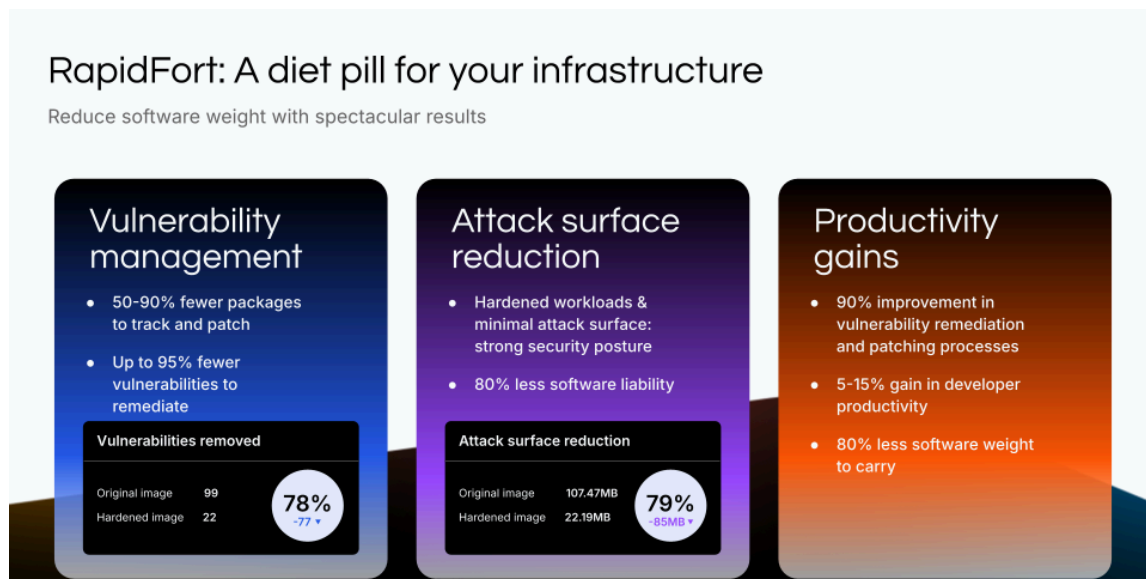 RapidFort: A diet pill for your infrastructure
Reduce software weight with spectacular results
Vulnerability
management
● 50-90% fewer packages
to track and patch
● Up to 95% fewer
vulnerabilities to
remediate
Vulnerabilities removed
Original image 99
Hardened image 22
78%
-77 ▼
Attack surface
reduction
● Hardened workloads &
minimal attack surface:
strong security posture
● 80% less software liability
Attack surface reduction
Original image 107.47MB
Hardened image 22.19MB
79%
-85MB ▼
Productivity
gains
● 90% improvement in
vulnerability remediation
and patching processes
● 5-15% gain in developer
productivity
● 80% less software weight
to carry